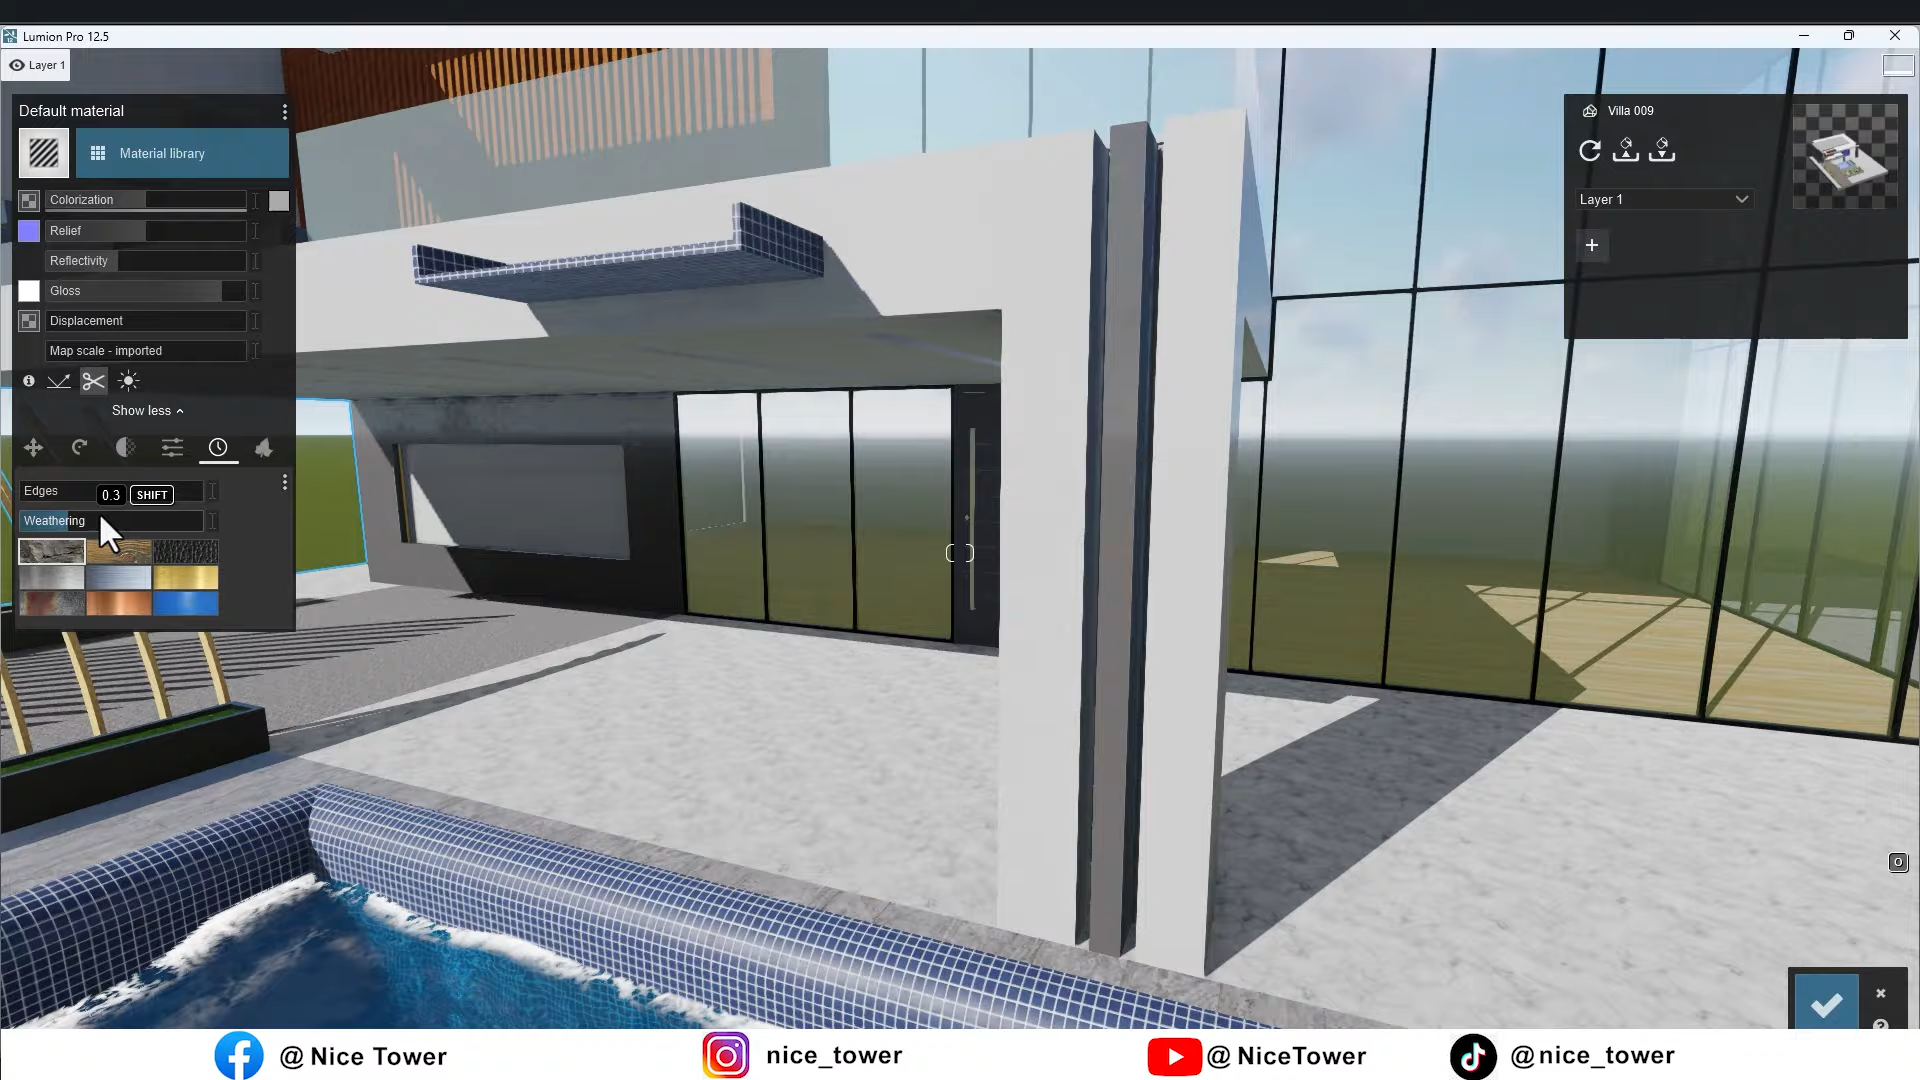 Lumion Pro 12.5
Layer 1
Default material
Material library
Colorization
Relief
Reflectivity
Gloss
Displacement
Map scale - imported
Show less
Edges
0.3 SHIFT
Weathering
Villa 009
Layer 1
O
@ Nice Tower
nice_tower
@ NiceTower
@nice_tower